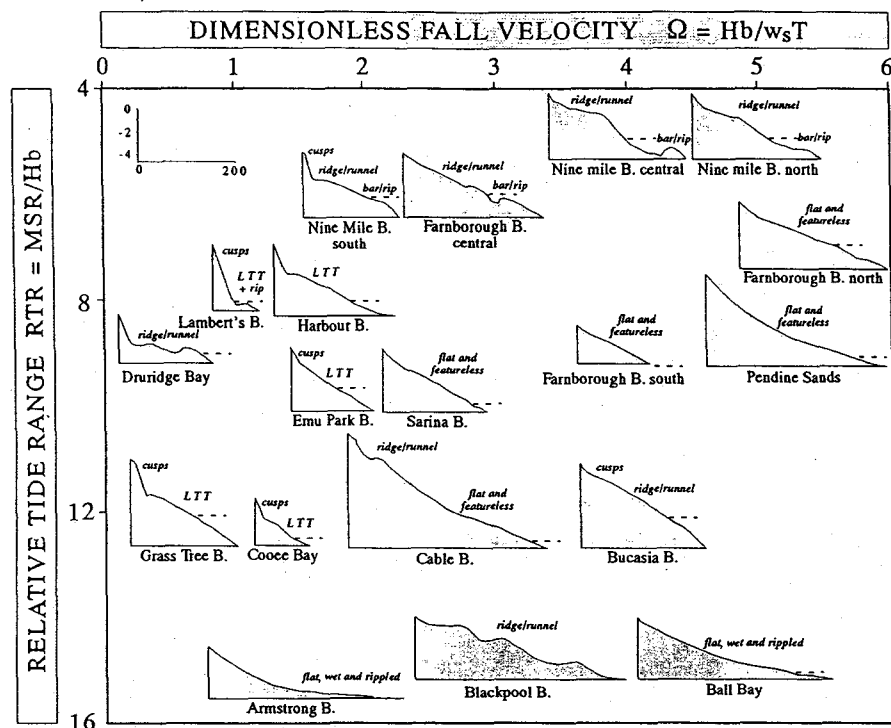 DIMENSIONLESS FALL VELOCITY Ω = Hb/wsT
0 1 2 3 4 5 6
RELATIVE TIDE RANGE RTR = MSR/Hb
4
0
-2
-4
0 200
ridge/runnel
bar/rip
Nine mile B. central
ridge/runnel
bar/rip
Nine mile B. north
cusps
ridge/runnel
bar/rip
Nine Mile B.
south
ridge/runnel
bar/rip
Farnborough B.
central
flat and
featureless
Farnborough B. north
8
cusps
LTT
+ rip
Lambert's B.
LTT
Harbour B.
ridge/runnel
Druridge Bay
cusps
LTT
Emu Park B.
flat and
featureless
Sarina B.
Farnborough B. south
flat and
featureless
Pendine Sands
12
cusps
LTT
Grass Tree B.
cusps
LTT
Cooee Bay
ridge/runnel
flat and
featureless
Cable B.
cusps
ridge/runnel
Bucasia B.
flat, wet and rippled
Armstrong B.
ridge/runnel
Blackpool B.
flat, wet and rippled
Ball Bay
16